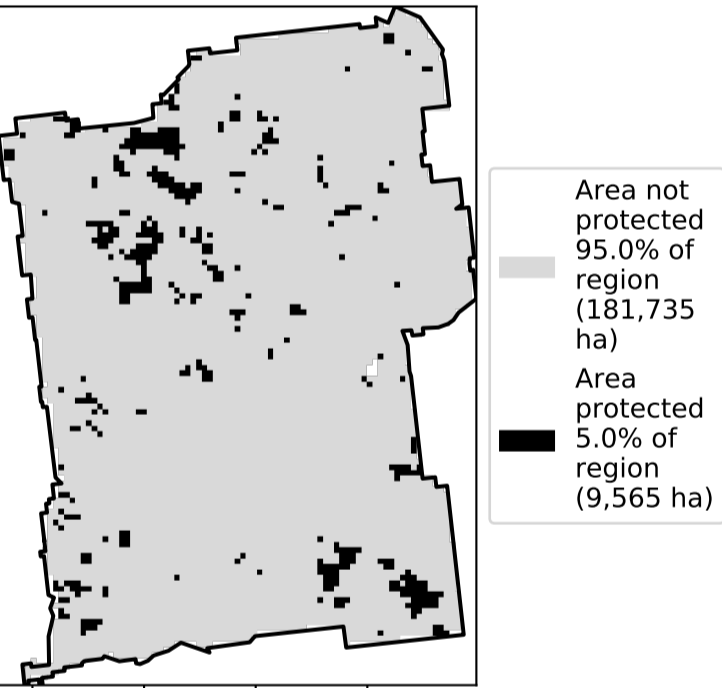 Area not
protected
95.0% of
region
(181,735
ha)
Area
protected
5.0% of
region
(9,565 ha)